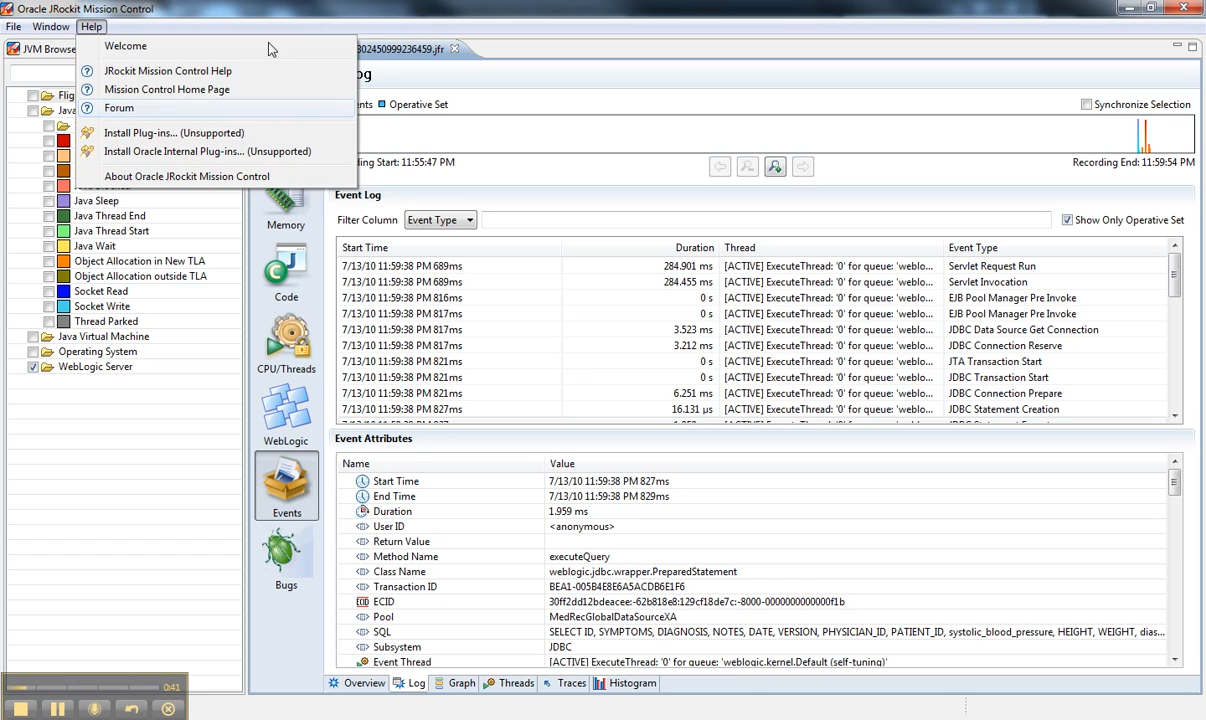 Oracle JRockit Mission Control
File Window Help
JVM Brows
302450999236459.jfr
Welcome
JRockit Mission Control Help
Mission Control Home Page
Forum
Install Plug-ins... (Unsupported)
Install Oracle Internal Plug-ins... (Unsupported)
About Oracle JRockit Mission Control
Flig
Java
Java Sleep
Java Thread End
Java Thread Start
Java Wait
Object Allocation in New TLA
Object Allocation outside TLA
Socket Read
Socket Write
Thread Parked
Java Virtual Machine
Operating System
WebLogic Server
Memory
Code
CPU/Threads
WebLogic
Events
Bugs
og
ents Operative Set Synchronize Selection
ding Start: 11:55:47 PM Recording End: 11:59:54 PM
Event Log
Filter Column Event Type Show Only Operative Set
Start Time Duration Thread Event Type
7/13/10 11:59:38 PM 689ms 284.901 ms [ACTIVE] ExecuteThread: '0' for queue: 'weblo... Servlet Request Run
7/13/10 11:59:38 PM 689ms 284.455 ms [ACTIVE] ExecuteThread: '0' for queue: 'weblo... Servlet Invocation
7/13/10 11:59:38 PM 816ms 0 s [ACTIVE] ExecuteThread: '0' for queue: 'weblo... EJB Pool Manager Pre Invoke
7/13/10 11:59:38 PM 817ms 0 s [ACTIVE] ExecuteThread: '0' for queue: 'weblo... EJB Pool Manager Pre Invoke
7/13/10 11:59:38 PM 817ms 3.523 ms [ACTIVE] ExecuteThread: '0' for queue: 'weblo... JDBC Data Source Get Connection
7/13/10 11:59:38 PM 817ms 3.212 ms [ACTIVE] ExecuteThread: '0' for queue: 'weblo... JDBC Connection Reserve
7/13/10 11:59:38 PM 821ms 0 s [ACTIVE] ExecuteThread: '0' for queue: 'weblo... JTA Transaction Start
7/13/10 11:59:38 PM 821ms 0 s [ACTIVE] ExecuteThread: '0' for queue: 'weblo... JDBC Transaction Start
7/13/10 11:59:38 PM 821ms 6.251 ms [ACTIVE] ExecuteThread: '0' for queue: 'weblo... JDBC Connection Prepare
7/13/10 11:59:38 PM 827ms 16.131 µs [ACTIVE] ExecuteThread: '0' for queue: 'weblo... JDBC Statement Creation
Event Attributes
Name Value
Start Time 7/13/10 11:59:38 PM 827ms
End Time 7/13/10 11:59:38 PM 829ms
Duration 1.959 ms
User ID <anonymous>
Return Value
Method Name executeQuery
Class Name weblogic.jdbc.wrapper.PreparedStatement
Transaction ID BEA1-005B4E8E6A5ACDB6E1F6
ECID 30ff2dd12bdeacee:-62b818e8:129cf18de7c:-8000-0000000000000f1b
Pool MedRecGlobalDataSourceXA
SQL SELECT ID, SYMPTOMS, DIAGNOSIS, NOTES, DATE, VERSION, PHYSICIAN_ID, PATIENT_ID, systolic_blood_pressure, HEIGHT, WEIGHT, dias...
Subsystem JDBC
Event Thread [ACTIVE] ExecuteThread: '0' for queue: 'weblogic.kernel.Default (self-tuning)'
Overview Log Graph Threads Traces Histogram
0:41